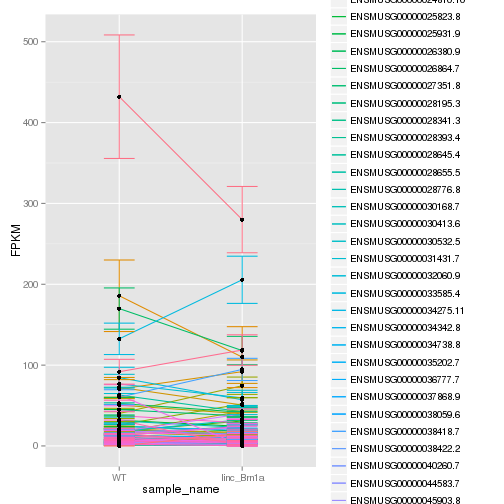 500
400
300
200
100
0
FPKM
WT
linc_Brn1a
sample_name
ENSMUSG00000025823.8
ENSMUSG00000025931.9
ENSMUSG00000026380.9
ENSMUSG00000026864.7
ENSMUSG00000027351.8
ENSMUSG00000028195.3
ENSMUSG00000028341.3
ENSMUSG00000028393.4
ENSMUSG00000028645.4
ENSMUSG00000028655.5
ENSMUSG00000028776.8
ENSMUSG00000030168.7
ENSMUSG00000030413.6
ENSMUSG00000030532.5
ENSMUSG00000031431.7
ENSMUSG00000032060.9
ENSMUSG00000033585.4
ENSMUSG00000034275.11
ENSMUSG00000034342.8
ENSMUSG00000034738.8
ENSMUSG00000035202.7
ENSMUSG00000036777.7
ENSMUSG00000037868.9
ENSMUSG00000038059.6
ENSMUSG00000038418.7
ENSMUSG00000038422.2
ENSMUSG00000040260.7
ENSMUSG00000044583.7
ENSMUSG00000045903.8